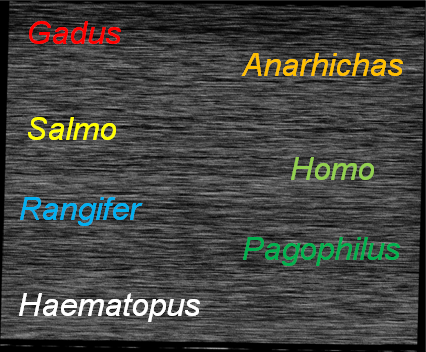 Gadus
Anarhichas
Salmo
Homo
Rangifer
Pagophilus
Haematopus